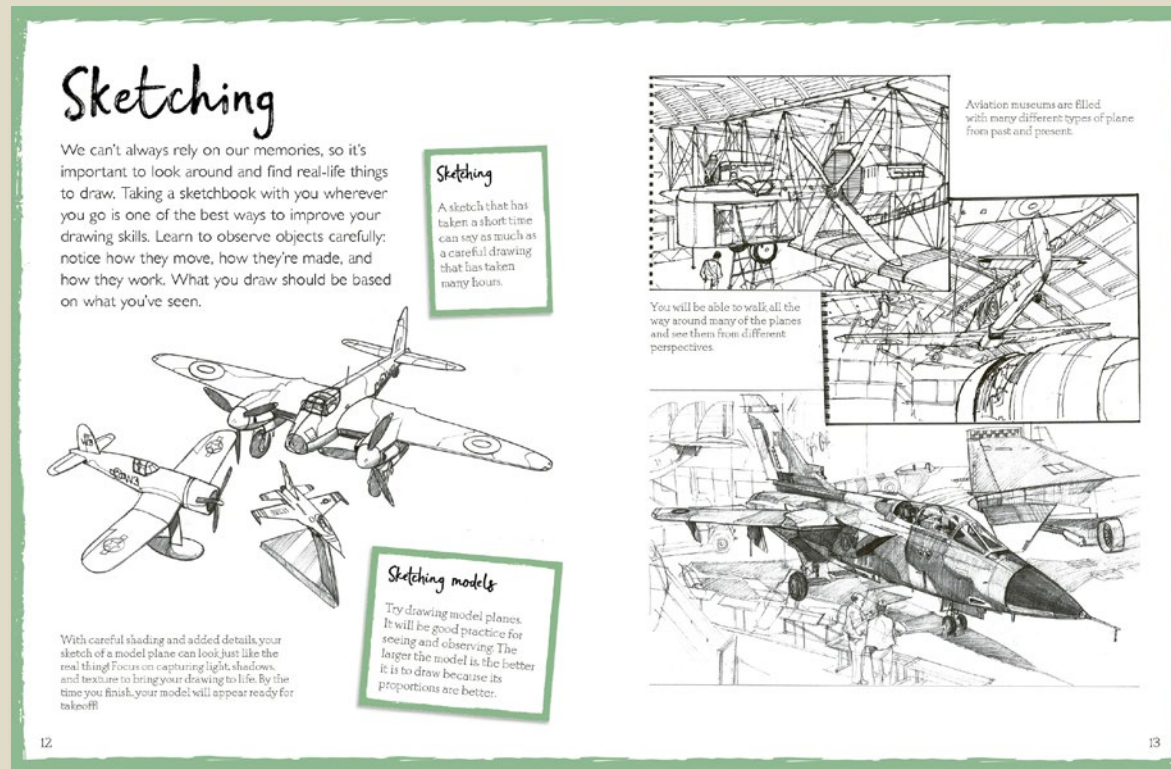 Sketching
We can't always rely on our memories, so it's
important to look around and find real-life things
to draw. Taking a sketchbook with you wherever
you go is one of the best ways to improve your
drawing skills. Learn to observe objects carefully:
notice how they move, how they're made, and
how they work. What you draw should be based
on what you've seen.
Sketching
A sketch that has
taken a short time
can say as much as
a careful drawing
that has taken
many hours.
Sketching models
Try drawing model planes.
It will be good practice for
seeing and observing. The
larger the model is, the better
it is to draw because its
proportions are better.
With careful shading and added details, your
sketch of a model plane can look just like the
real thing! Focus on capturing light, shadows,
and texture to bring your drawing to life. By the
time you finish, your model will appear ready for
takeoff!
12
Aviation museums are filled
with many different types of plane
from past and present.
You will be able to walk all the
way around many of the planes
and see them from different
perspectives.
13